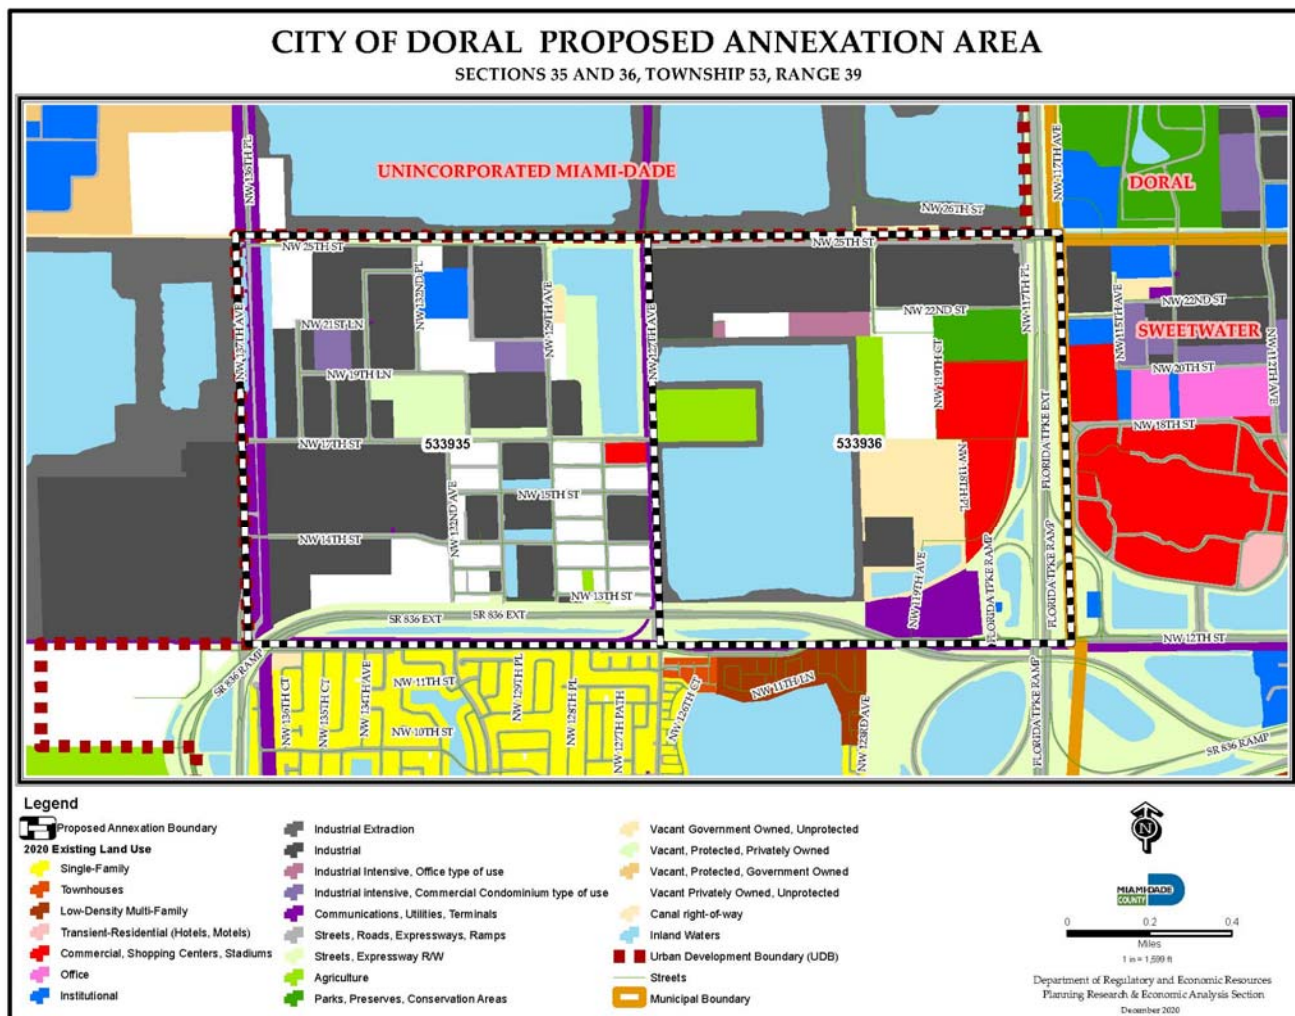 CITY OF DORAL PROPOSED ANNEXATION AREA
SECTIONS 35 AND 36, TOWNSHIP 53, RANGE 39
NW 136TH PL
UNINCORPORATED MIAMI-DADE
NW 117TH AVE
DORAL
NW 26TH ST
NW 25TH ST
NW 25TH ST
NW 137TH AVE
NW 132ND PL
NW 129TH AVE
NW 127TH AVE
NW 117TH PL
NW 21ST LN
NW 22ND ST
NW 115TH AVE
NW 22ND ST
SWEETWATER
NW 112TH AVE
NW 19TH LN
NW 119TH CT
NW 20TH ST
FLORIDA TPKE EXT
NW 17TH ST
533935
533936
NW 18TH ST
NW 118TH PL
NW 15TH ST
NW 132ND AVE
NW 14TH ST
NW 13TH ST
NW 119TH AVE
FLORIDA TPKE RAMP
FLORIDA TPKE RAMP
SR 836 EXT
SR 836 EXT
NW 12TH ST
SR 836 RAMP
NW 136TH CT
NW 135TH CT
NW 134TH AVE
NW 11TH ST
NW 10TH ST
NW 129TH PL
NW 128TH PL
NW 127TH PATH
NW 126TH CT
NW 11TH LN
NW 123RD AVE
FLORIDA TPKE RAMP
SR 836 RAMP
Legend
Proposed Annexation Boundary
2020 Existing Land Use
Single-Family
Townhouses
Low-Density Multi-Family
Transient-Residential (Hotels, Motels)
Commercial, Shopping Centers, Stadiums
Office
Institutional
Industrial Extraction
Industrial
Industrial Intensive, Office type of use
Industrial intensive, Commercial Condominium type of use
Communications, Utilities, Terminals
Streets, Roads, Expressways, Ramps
Streets, Expressway R/W
Agriculture
Parks, Preserves, Conservation Areas
Vacant Government Owned, Unprotected
Vacant, Protected, Privately Owned
Vacant, Protected, Government Owned
Vacant Privately Owned, Unprotected
Canal right-of-way
Inland Waters
Urban Development Boundary (UDB)
Streets
Municipal Boundary
N
MIAMI-DADE
COUNTY
0 0.2 0.4
Miles
1 in = 1,599 ft
Department of Regulatory and Economic Resources
Planning Research & Economic Analysis Section
December 2020